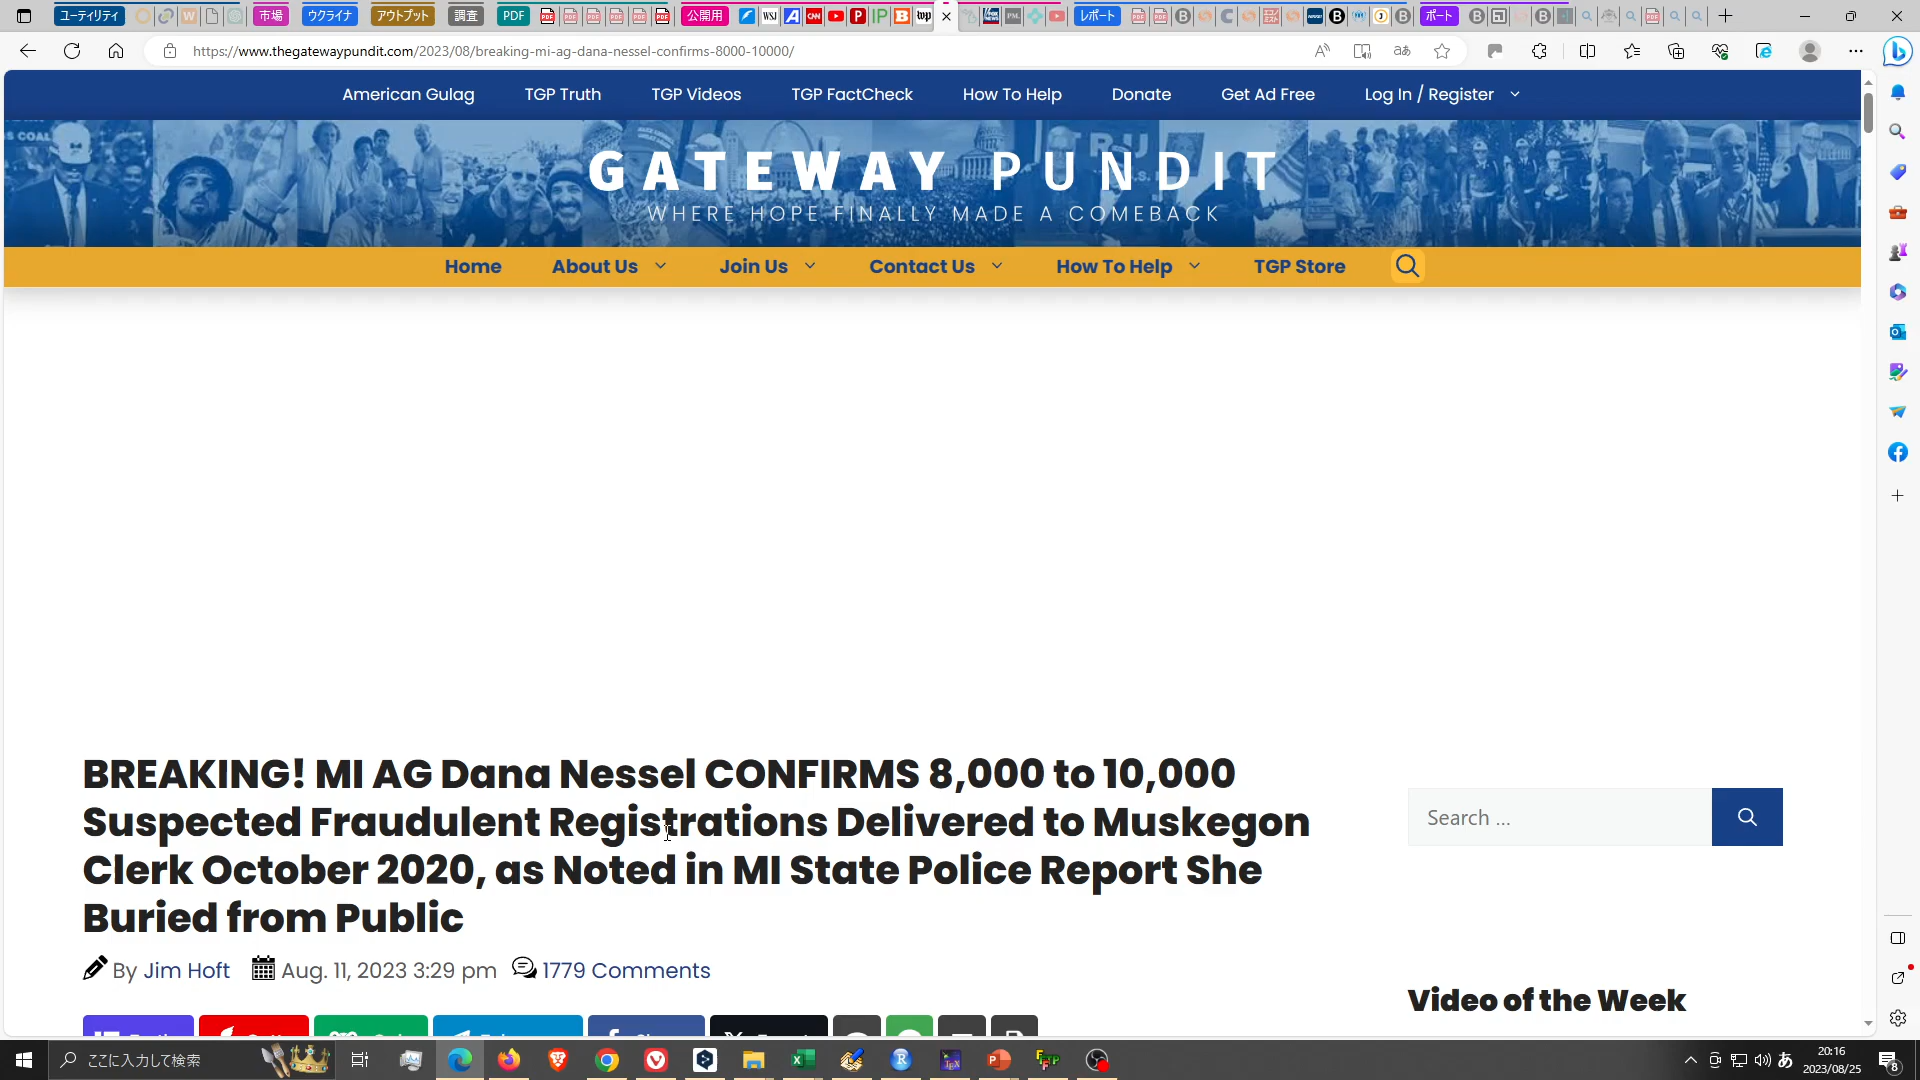 ユーティリティ 市場 ウクライナ アウトプット 調査 PDF 公開用 レポート ポート
https://www.thegatewaypundit.com/2023/08/breaking-mi-ag-dana-nessel-confirms-8000-10000/
American Gulag TGP Truth TGP Videos TGP FactCheck How To Help Donate Get Ad Free Log In / Register
GATEWAY PUNDIT
WHERE HOPE FINALLY MADE A COMEBACK
Home About Us Join Us Contact Us How To Help TGP Store
BREAKING! MI AG Dana Nessel CONFIRMS 8,000 to 10,000
Suspected Fraudulent Registrations Delivered to Muskegon
Clerk October 2020, as Noted in MI State Police Report She
Buried from Public
By Jim Hoft Aug. 11, 2023 3:29 pm 1779 Comments
Search ...
Video of the Week
ここに入力して検索
あ 20:16
2023/08/25
8